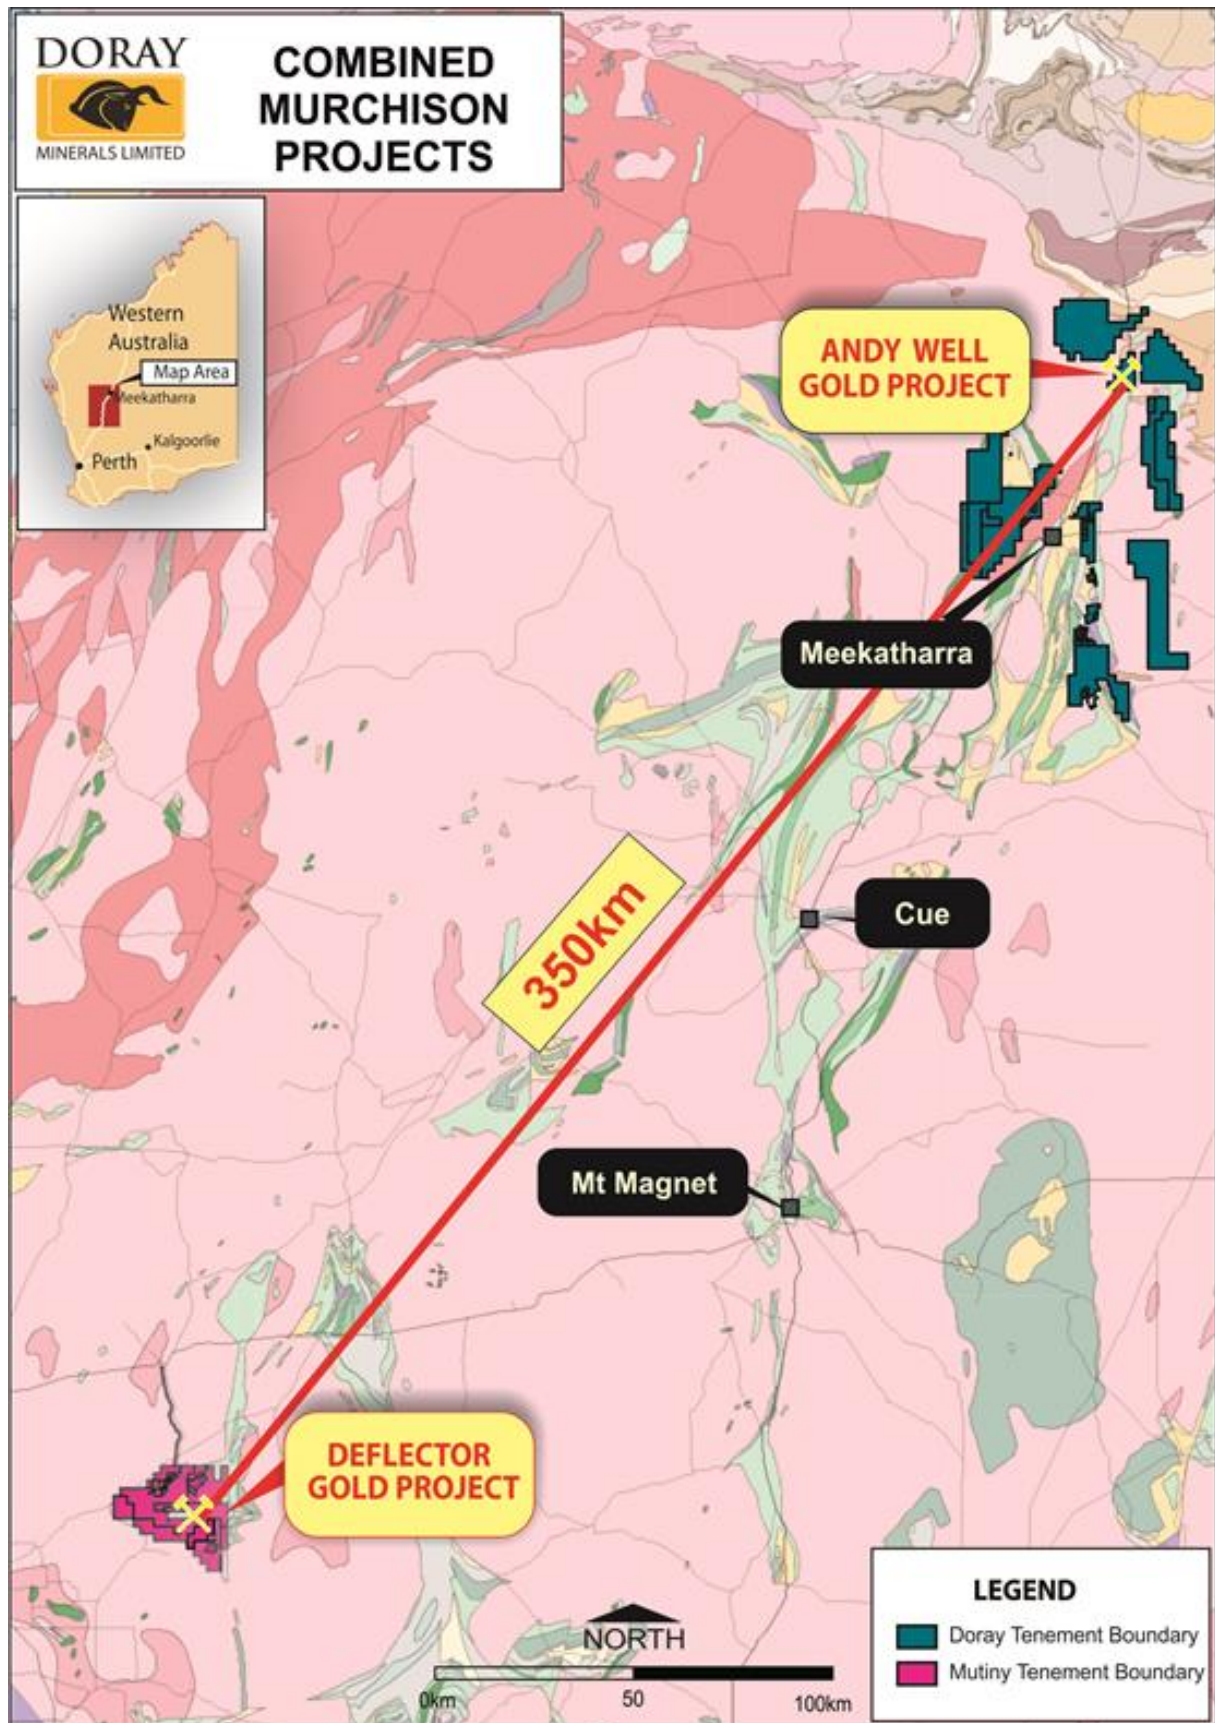 DORAY
MINERALS LIMITED
COMBINED
MURCHISON
PROJECTS
Western
Australia
Map Area
Meekatharra
Kalgoorlie
Perth
ANDY WELL
GOLD PROJECT
Meekatharra
350km
Cue
Mt Magnet
DEFLECTOR
GOLD PROJECT
NORTH
0km 50 100km
LEGEND
Doray Tenement Boundary
Mutiny Tenement Boundary